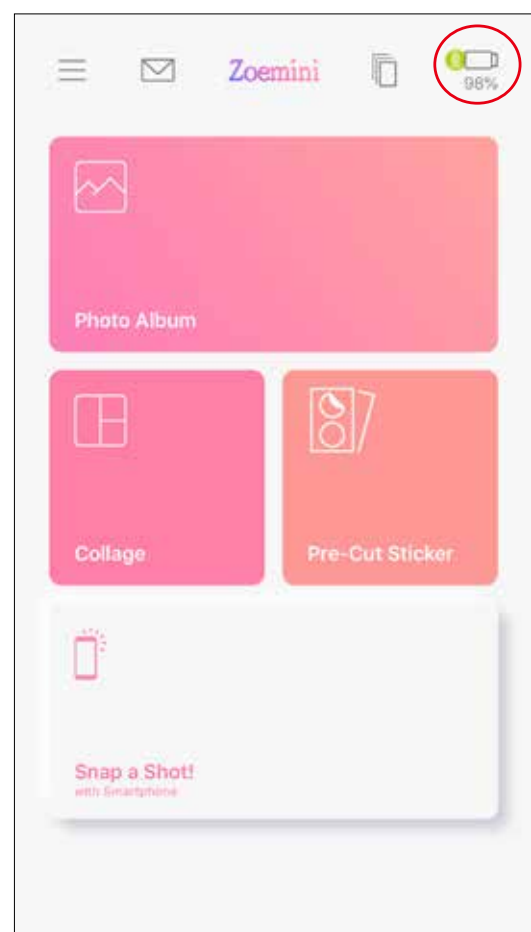 Zoemini
98%
Photo Album
Collage
Pre-Cut Sticker
Snap a Shot!
with Smartphone